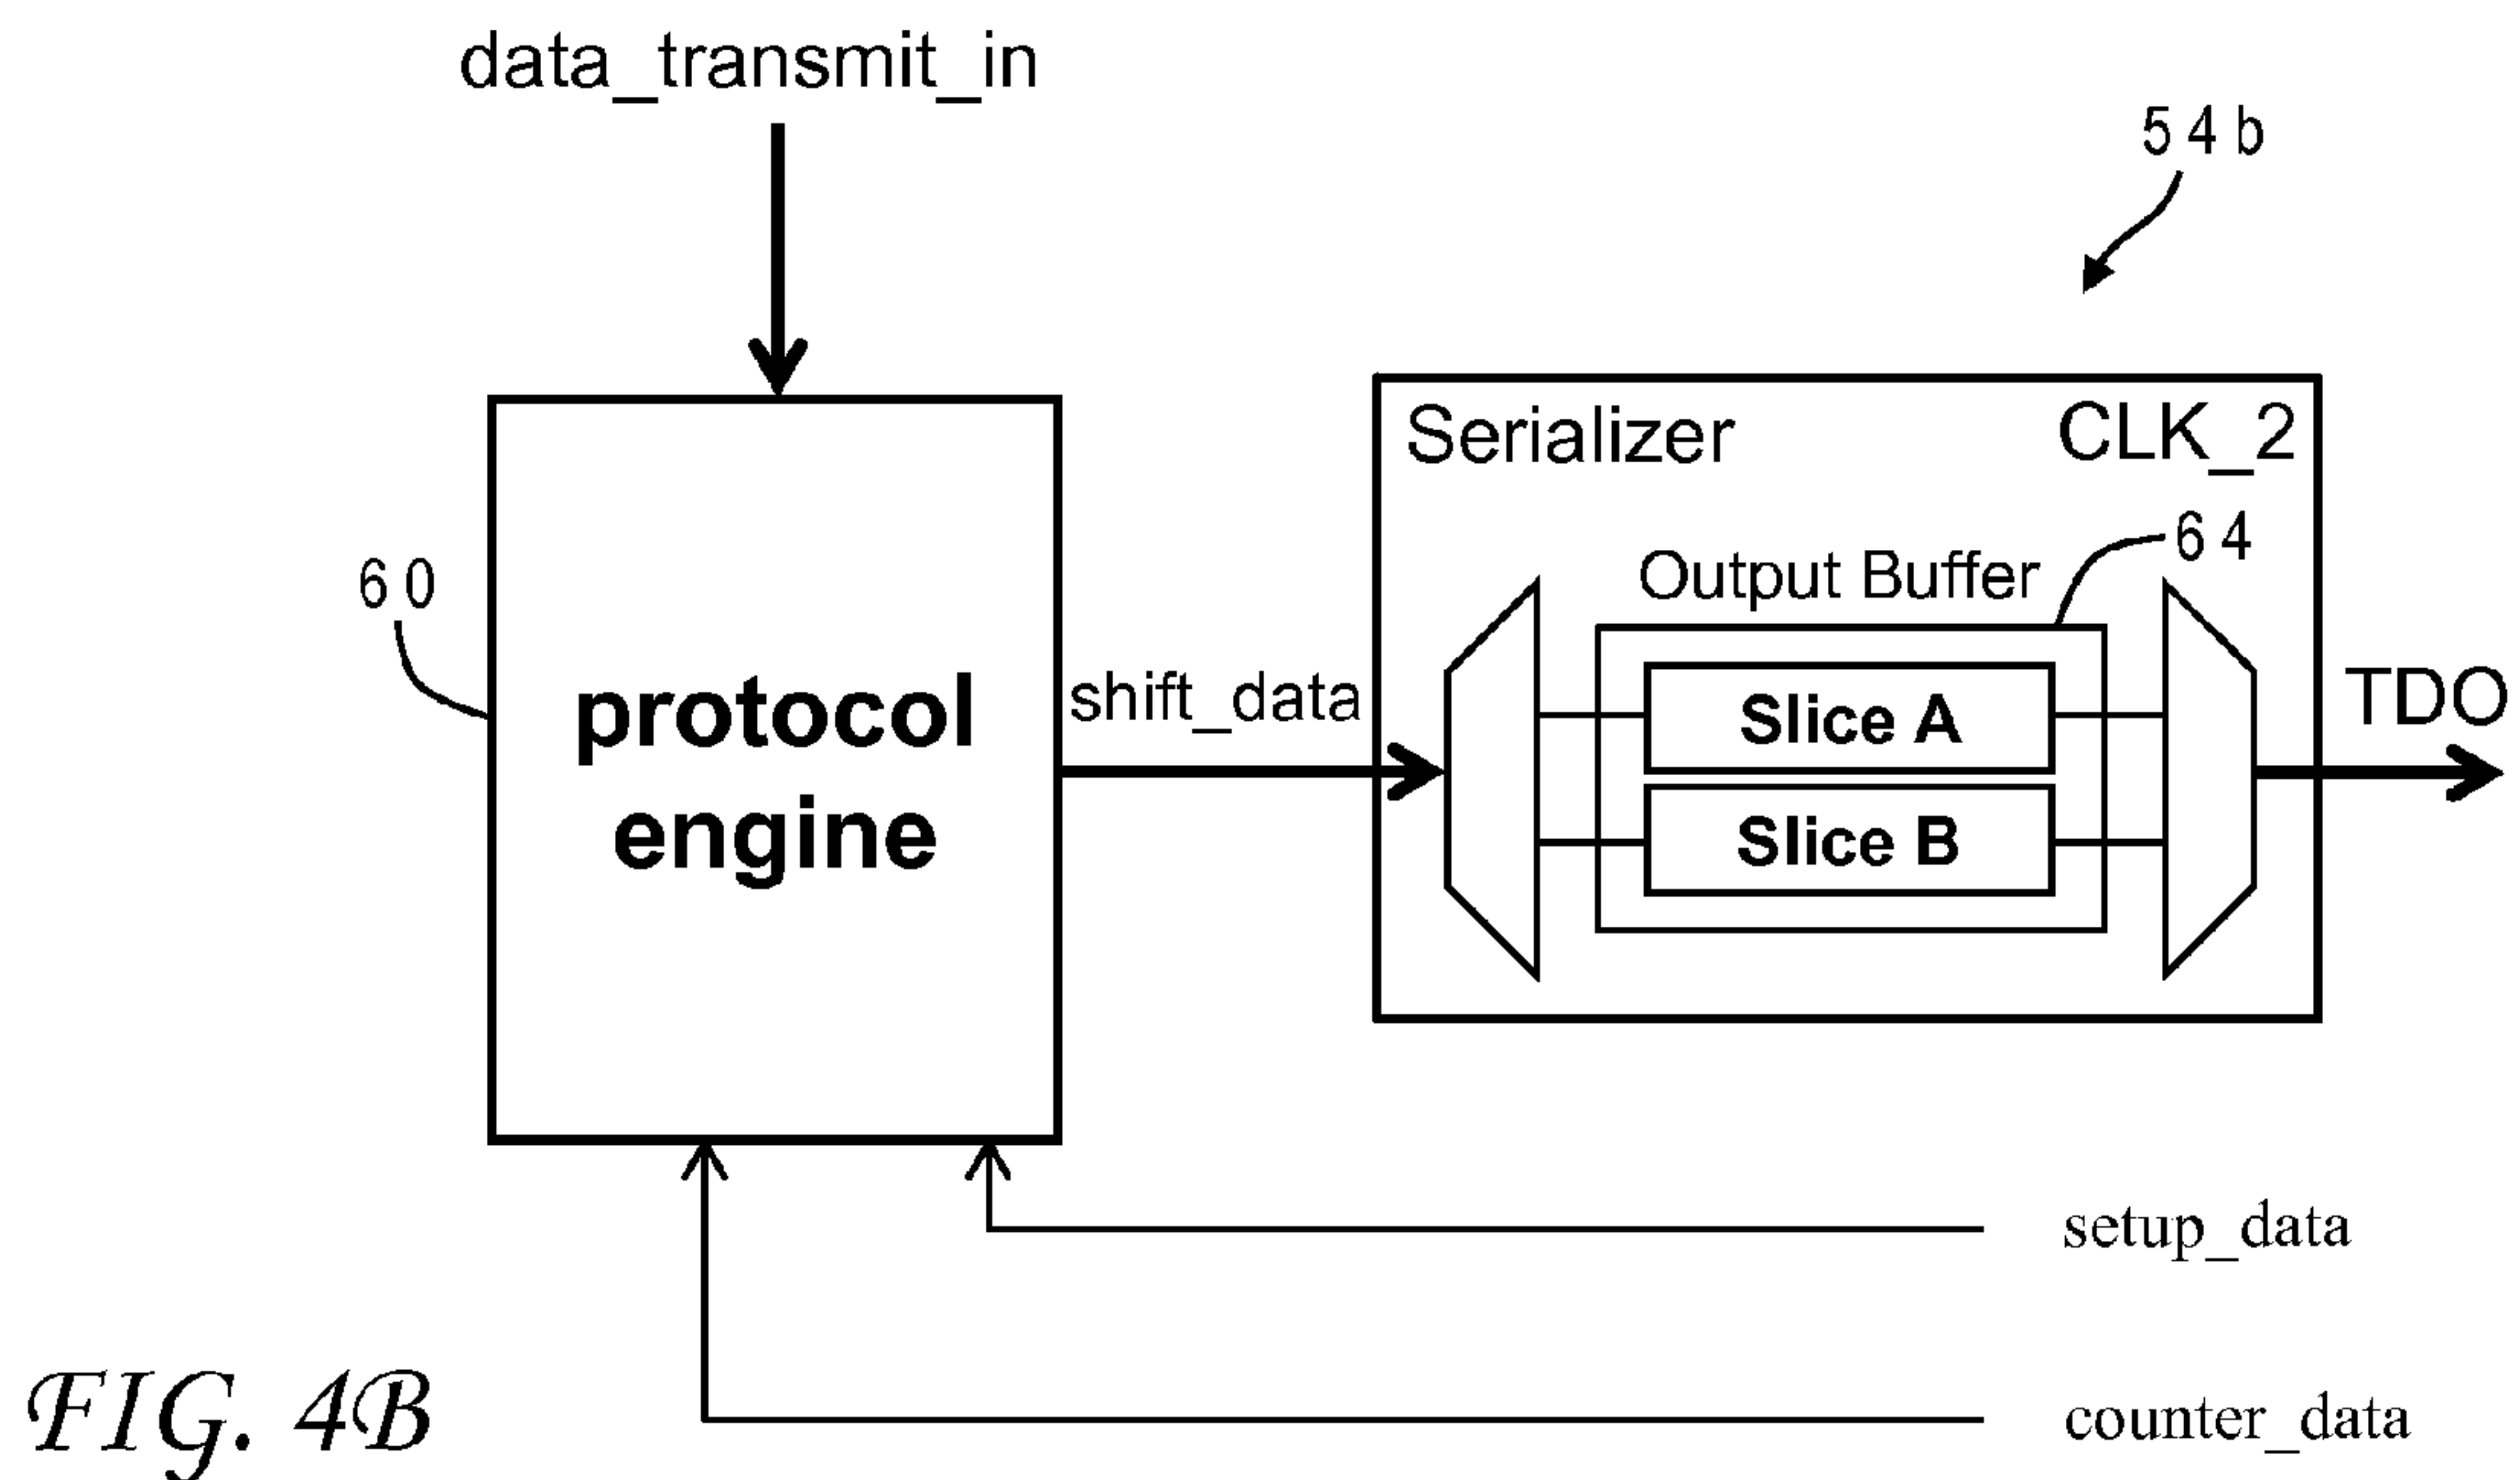 data_transmit_in
54b
Serializer
CLK_2
64
Output Buffer
60
protocol
engine
shift_data
Slice A
Slice B
TDO
setup_data
counter_data
FIG. 4B